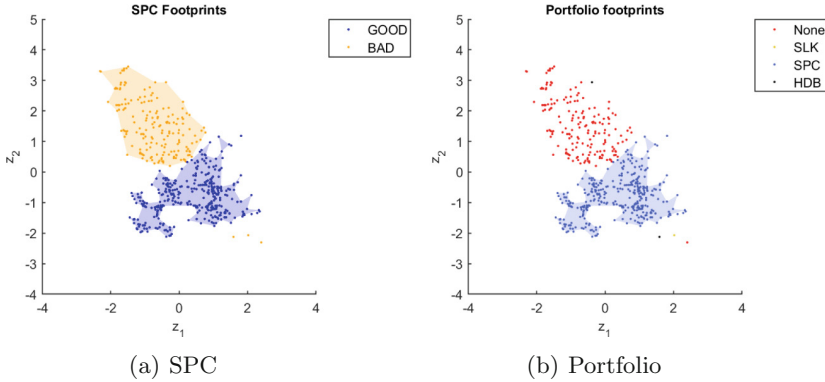 SPC Footprints
GOOD
BAD
5
4
3
2
1
0
-1
-2
-3
-4
z2
-4
-2
0
2
4
z1
(a) SPC
Portfolio footprints
None
SLK
SPC
HDB
5
4
3
2
1
0
-1
-2
-3
-4
z2
-4
-2
0
2
4
z1
(b) Portfolio